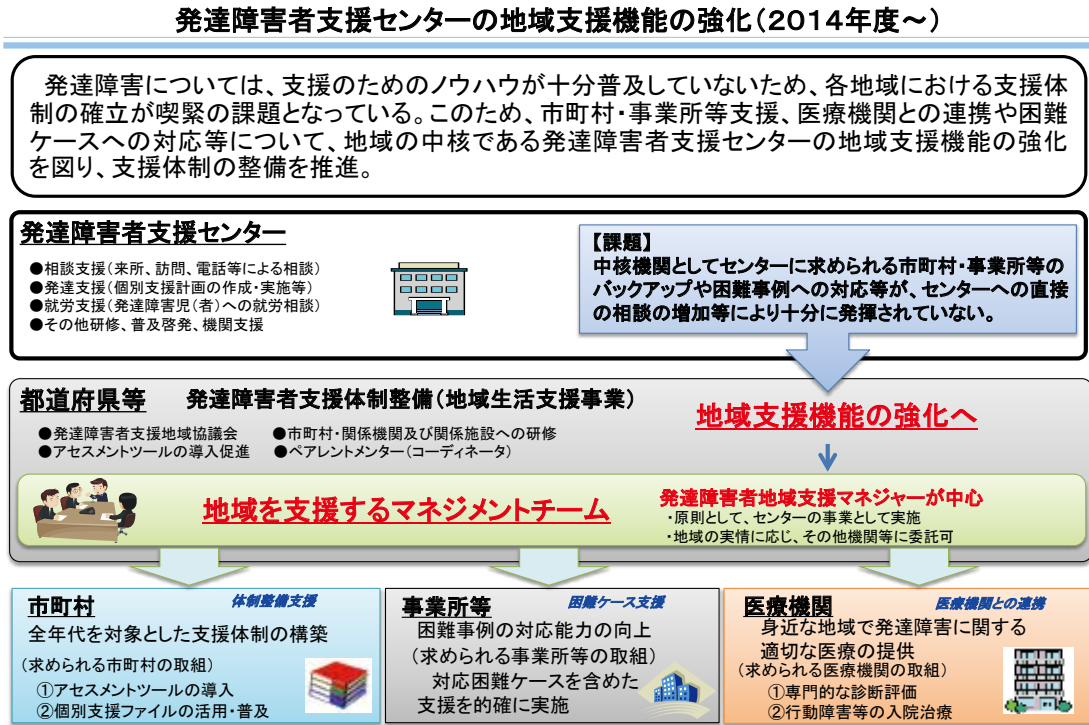 発達障害者支援センターの地域支援機能の強化(2014年度～)
発達障害については、支援のためのノウハウが十分普及していないため、各地域における支援体
制の確立が喫緊の課題となっている。このため、市町村・事業所等支援、医療機関との連携や困難
ケースへの対応等について、地域の中核である発達障害者支援センターの地域支援機能の強化
を図り、支援体制の整備を推進。
発達障害者支援センター
●相談支援(来所、訪問、電話等による相談)
●発達支援(個別支援計画の作成・実施等)
●就労支援(発達障害児(者)への就労相談)
●その他研修、普及啓発、機関支援
【課題】
中核機関としてセンターに求められる市町村・事業所等の
バックアップや困難事例への対応等が、センターへの直接
の相談の増加等により十分に発揮されていない。
都道府県等 発達障害者支援体制整備(地域生活支援事業)
●発達障害者支援地域協議会 ●市町村・関係機関及び関係施設への研修
●アセスメントツールの導入促進 ●ペアレントメンター(コーディネータ)
地域支援機能の強化へ
地域を支援するマネジメントチーム
発達障害者地域支援マネジャーが中心
・原則として、センターの事業として実施
・地域の実情に応じ、その他機関等に委託可
市町村 体制整備支援
全年代を対象とした支援体制の構築
(求められる市町村の取組)
①アセスメントツールの導入
②個別支援ファイルの活用・普及
事業所等 困難ケース支援
困難事例の対応能力の向上
(求められる事業所等の取組)
対応困難ケースを含めた
支援を的確に実施
医療機関 医療機関との連携
身近な地域で発達障害に関する
適切な医療の提供
(求められる医療機関の取組)
①専門的な診断評価
②行動障害等の入院治療